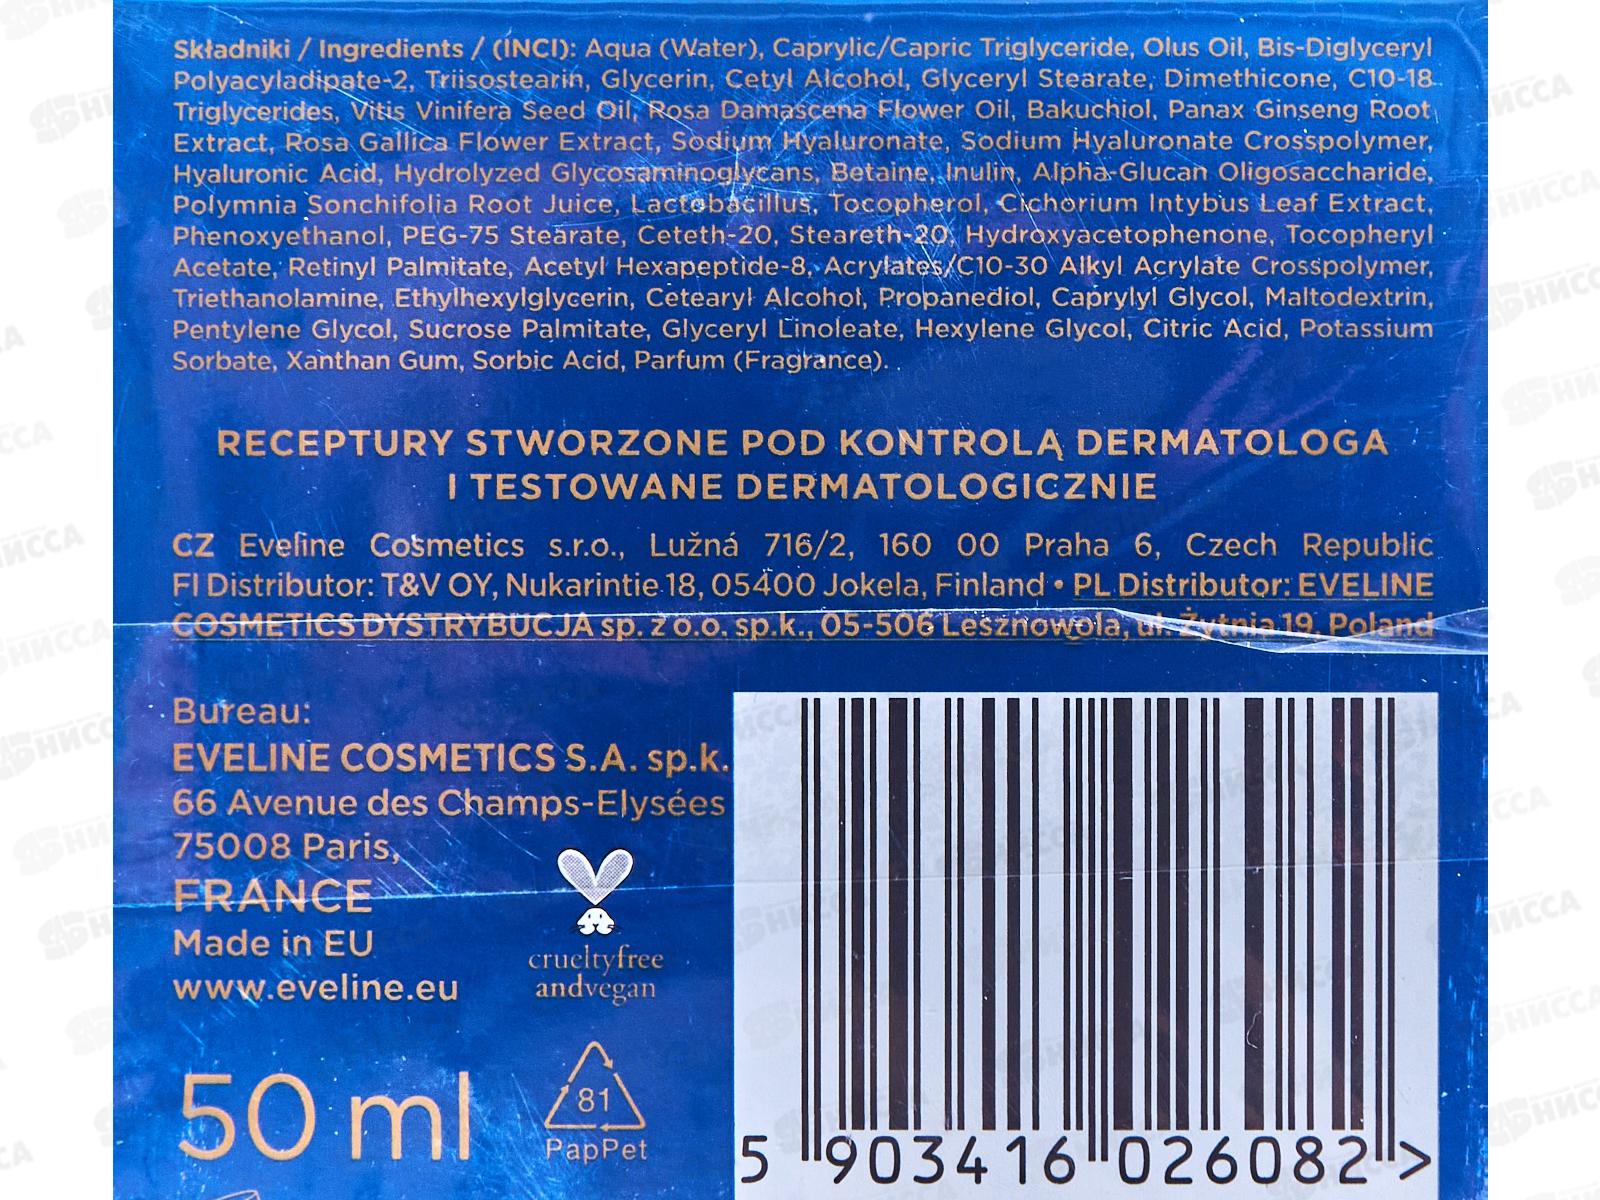 Składniki / Ingredients / (INCI): Aqua (Water), Caprylic/Capric Triglyceride, Olus Oil, Bis-Diglyceryl
Polyacyladipate-2, Triisostearin, Glycerin, Cetyl Alcohol, Glyceryl Stearate, Dimethicone, C10-18
Triglycerides, Vitis Vinifera Seed Oil, Rosa Damascena Flower Oil, Bakuchiol, Panax Ginseng Root
Extract, Rosa Gallica Flower Extract, Sodium Hyaluronate, Sodium Hyaluronate Crosspolymer,
Hyaluronic Acid, Hydrolyzed Glycosaminoglycans, Betaine, Inulin, Alpha-Glucan Oligosaccharide,
Polymnia Sonchifolia Root Juice, Lactobacillus, Tocopherol, Cichorium Intybus Leaf Extract,
Phenoxyethanol, PEG-75 Stearate, Ceteth-20, Steareth-20, Hydroxyacetophenone, Tocopheryl
Acetate, Retinyl Palmitate, Acetyl Hexapeptide-8, Acrylates/C10-30 Alkyl Acrylate Crosspolymer,
Triethanolamine, Ethylhexylglycerin, Cetearyl Alcohol, Propanediol, Caprylyl Glycol, Maltodextrin,
Pentylene Glycol, Sucrose Palmitate, Glyceryl Linoleate, Hexylene Glycol, Citric Acid, Potassium
Sorbate, Xanthan Gum, Sorbic Acid, Parfum (Fragrance).
RECEPTURY STWORZONE POD KONTROLĄ DERMATOLOGA
I TESTOWANE DERMATOLOGICZNIE
CZ Eveline Cosmetics s.r.o., Lužná 716/2, 160 00 Praha 6, Czech Republic
FI Distributor: T&V OY, Nukarintie 18, 05400 Jokela, Finland • PL Distributor: EVELINE
COSMETICS DYSTRYBUCJA sp. z o.o. sp.k., 05-506 Lesznowola, ul. Żytnia 19, Poland
Bureau:
EVELINE COSMETICS S.A. sp.k.
66 Avenue des Champs-Elysées
75008 Paris,
FRANCE
Made in EU
www.eveline.eu
crueltyfree
andvegan
50 ml
81
PapPet
5 903416 026082 >
НИССА